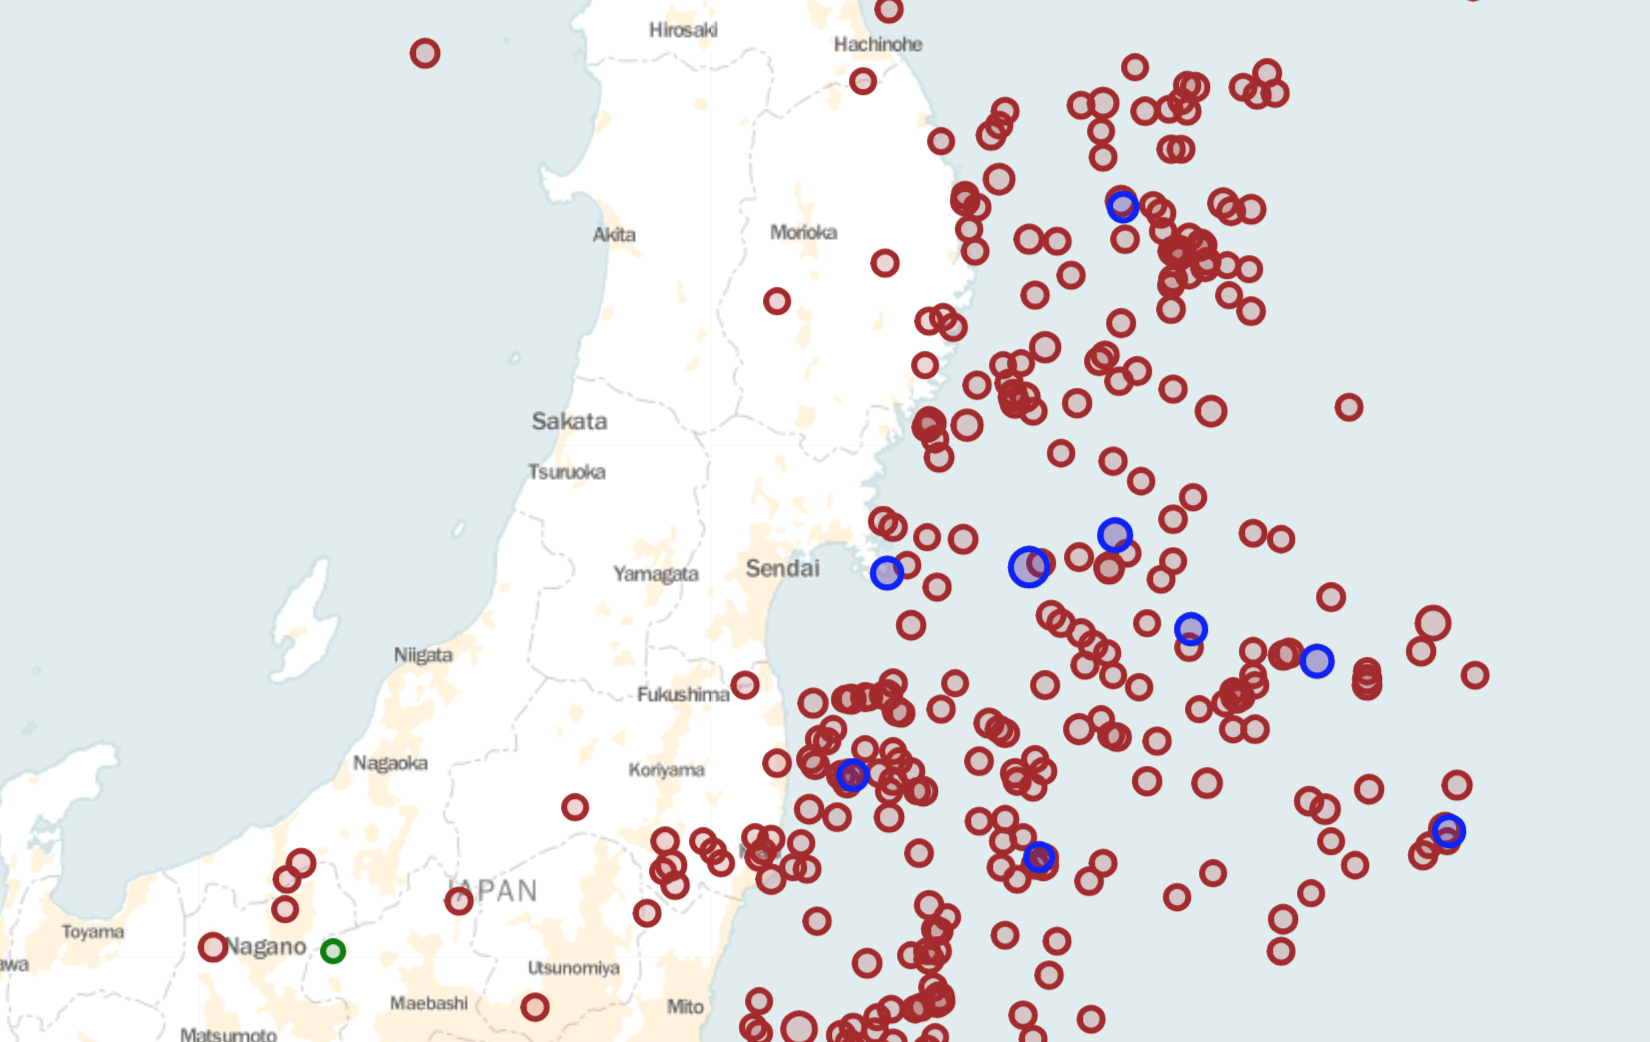 Hirosaki
Hachinohe
Akita
Morioka
Sakata
Tsuruoka
Yamagata
Sendai
Niigata
Fukushima
Nagaoka
Koriyama
JAPAN
Toyama
Nagano
awa
Utsunomiya
Maebashi
Mito
Matsumoto